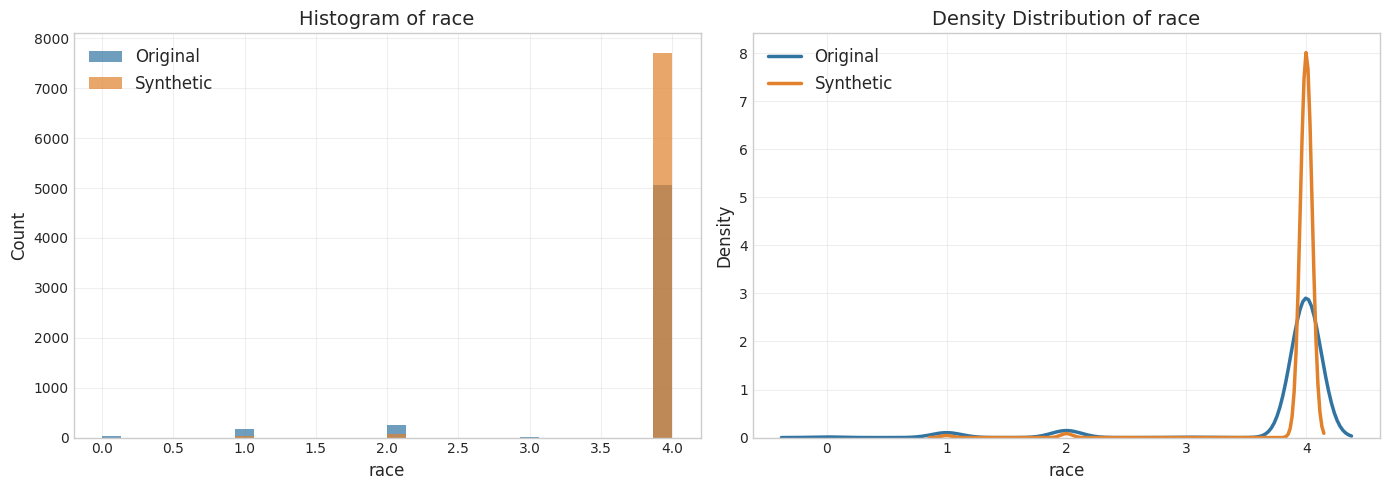 Histogram of race
Original
Synthetic
8000
7000
6000
5000
4000
3000
2000
1000
0
Count
0.0 0.5 1.0 1.5 2.0 2.5 3.0 3.5 4.0
race
Density Distribution of race
Original
Synthetic
8
7
6
5
4
3
2
1
0
Density
0 1 2 3 4
race